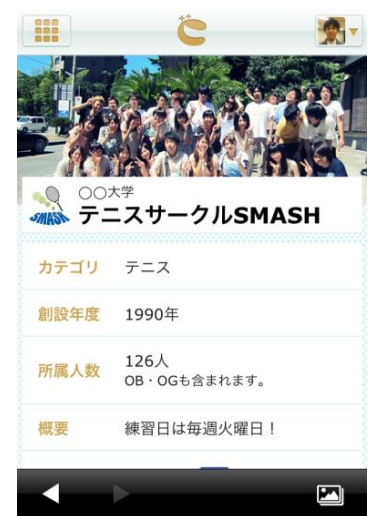 〇〇大学
SMASH
テニスサークルSMASH
カテゴリ テニス
創設年度 1990年
所属人数 126人
OB・OGも含まれます。
概要 練習日は毎週火曜日！